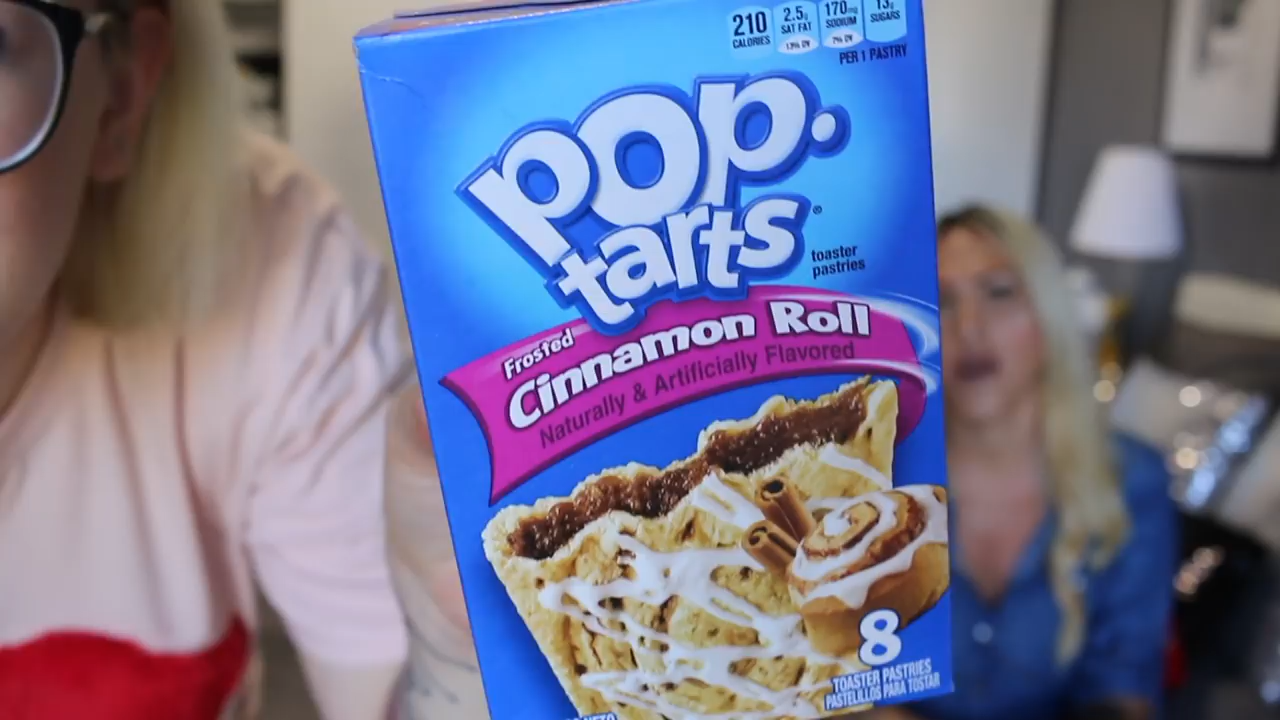 210 2.5g 170mg 13g
CALORIES SAT FAT SODIUM SUGARS
13% DV 7% DV
PER 1 PASTRY
pop.
tarts®
toaster
pastries
Frosted
Cinnamon Roll
Naturally & Artificially Flavored
8
TOASTER PASTRIES
PASTELILLOS PARA TOSTAR
NETO